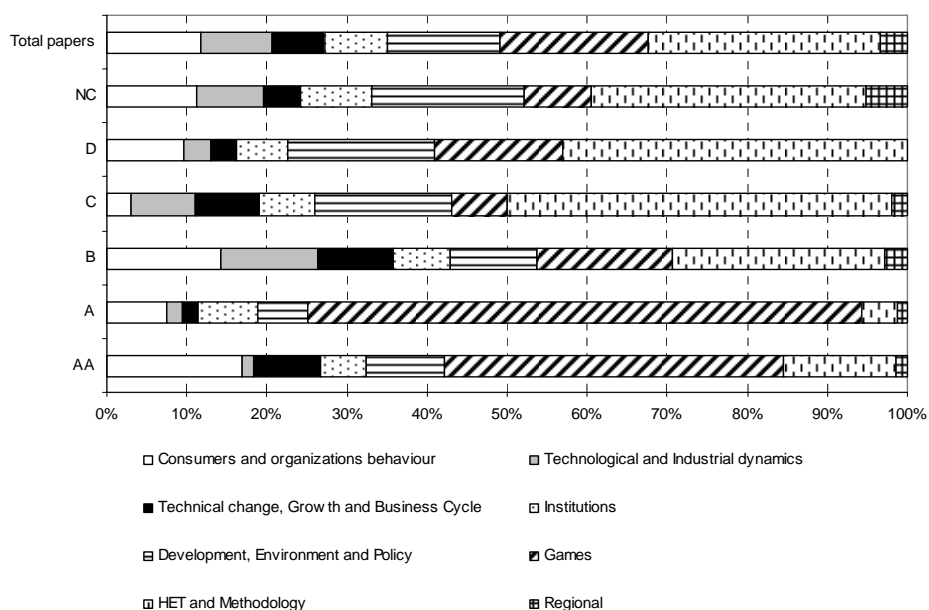 Total papers
NC
D
C
B
A
AA
0% 10% 20% 30% 40% 50% 60% 70% 80% 90% 100%
Consumers and organizations behaviour Technological and Industrial dynamics
Technical change, Growth and Business Cycle Institutions
Development, Environment and Policy Games
HET and Methodology Regional